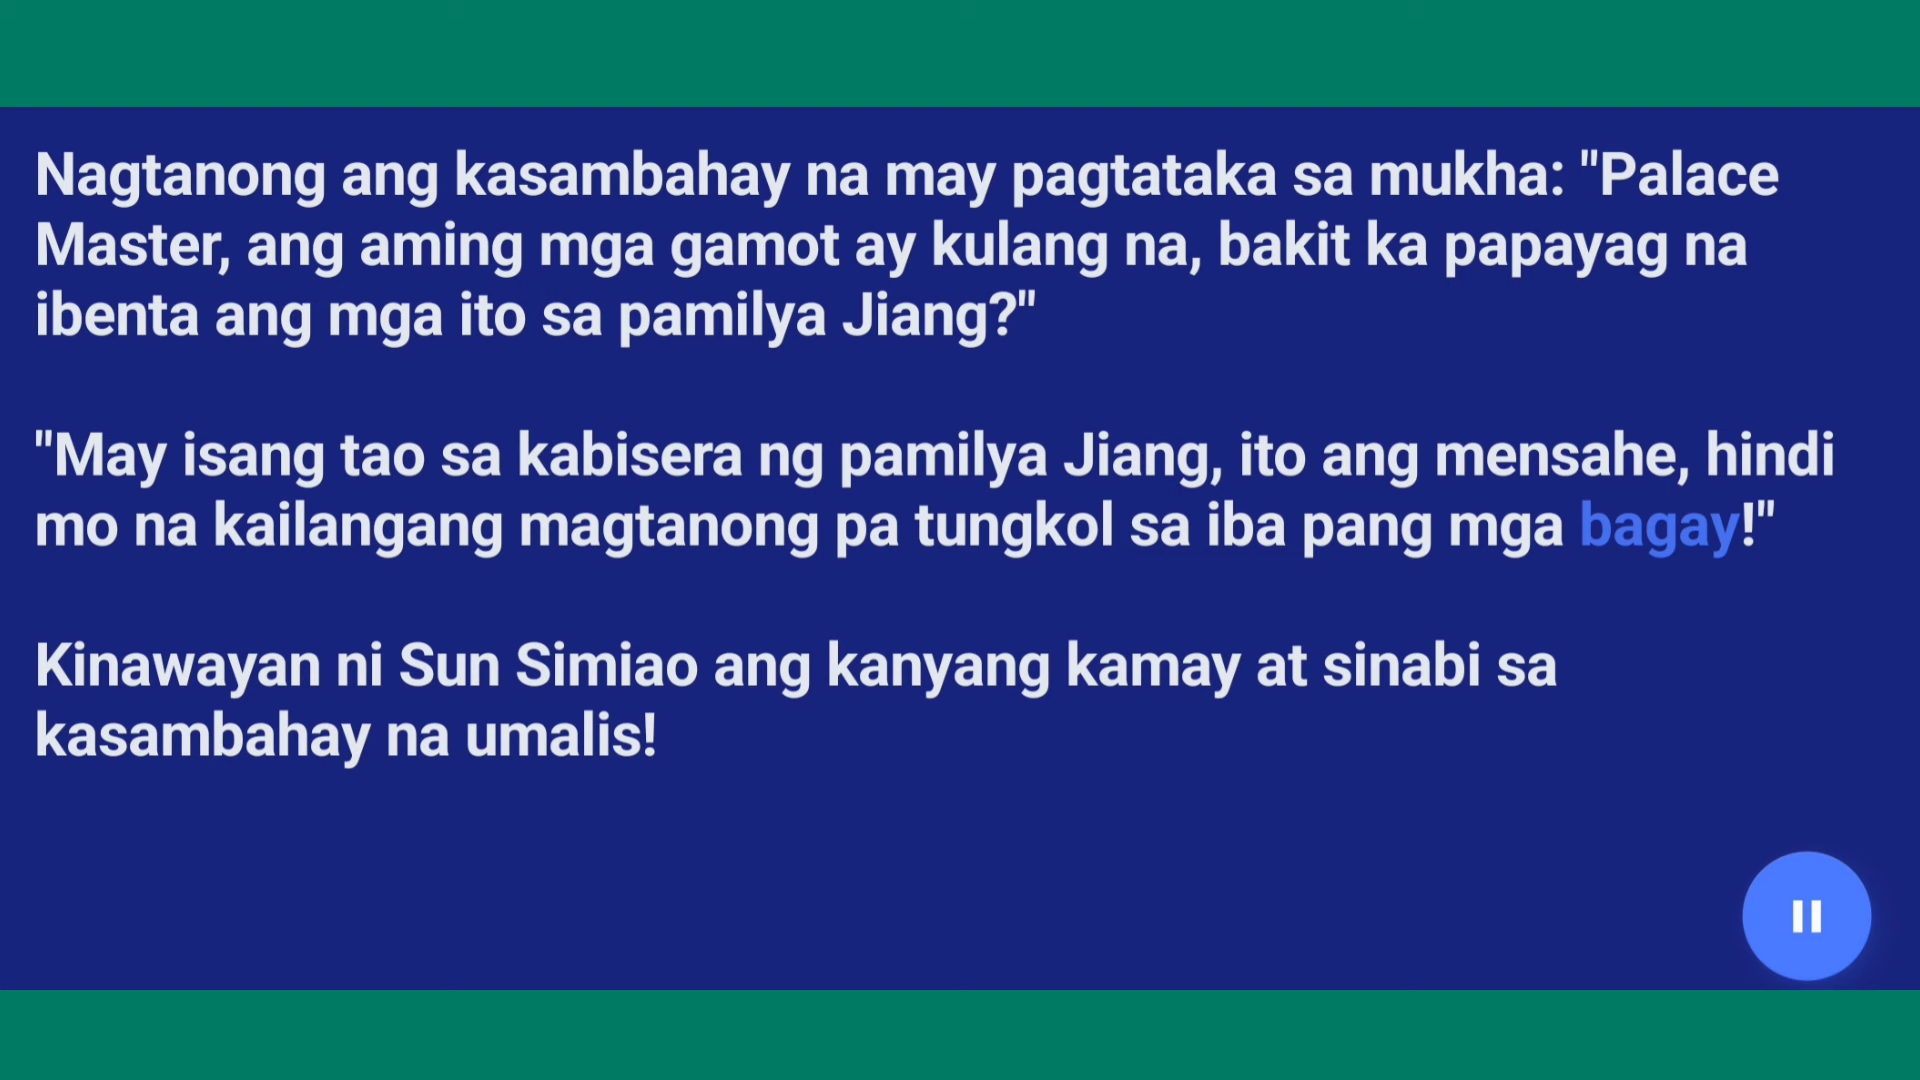 Nagtanong ang kasambahay na may pagtataka sa mukha: "Palace
Master, ang aming mga gamot ay kulang na, bakit ka papayag na
ibenta ang mga ito sa pamilya Jiang?"
"May isang tao sa kabisera ng pamilya Jiang, ito ang mensahe, hindi
mo na kailangang magtanong pa tungkol sa iba pang mga bagay!"
Kinawayan ni Sun Simiao ang kanyang kamay at sinabi sa
kasambahay na umalis!